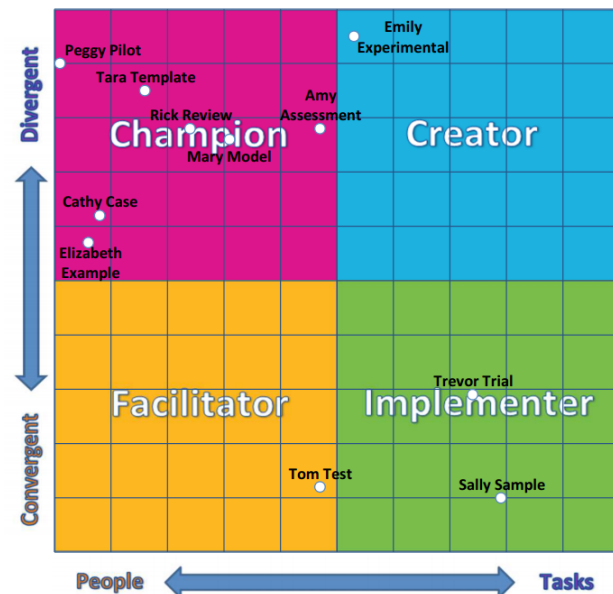 Emily
Experimental
Peggy Pilot
Tara Template
Amy
Assessment
Rick Review
Champion
Creator
Mary Model
Cathy Case
Elizabeth
Example
Divergent
Trevor Trial
Facilitator
Implementer
Tom Test
Sally Sample
Convergent
People
Tasks